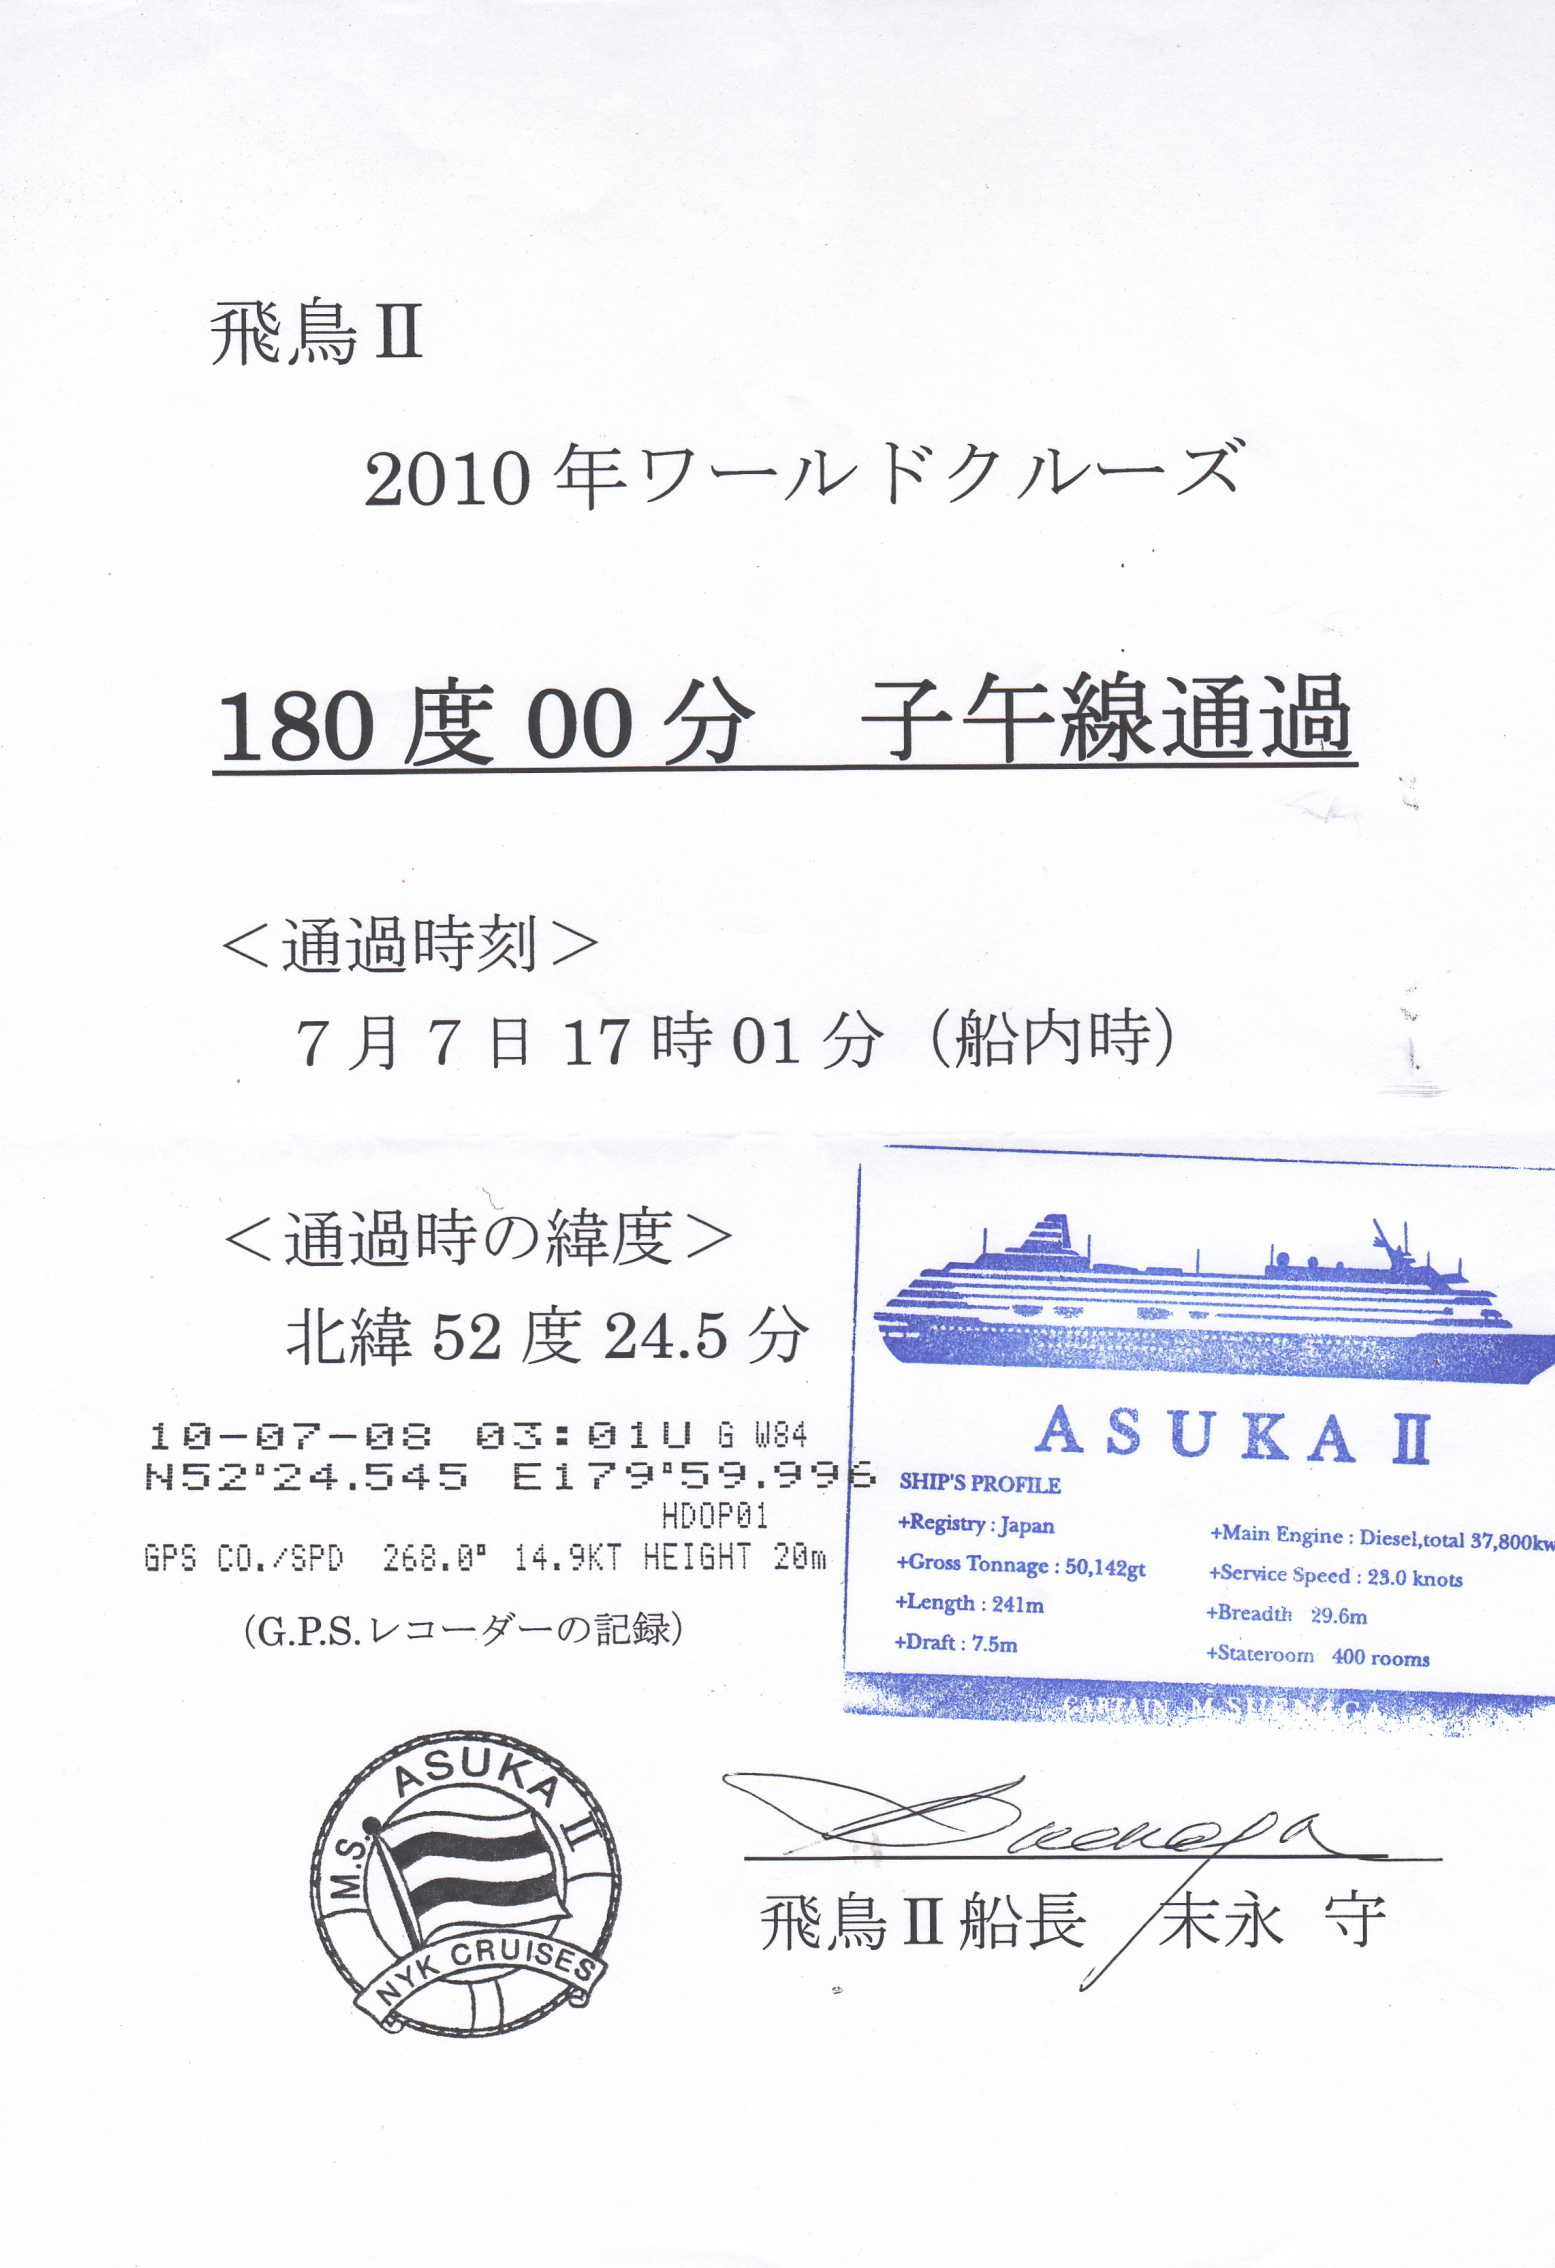 飛鳥Ⅱ
2010年ワールドクルーズ
180度00分　子午線通過
＜通過時刻＞
7月7日17時01分（船内時）
＜通過時の緯度＞
北緯52度24.5分
10-07-08 03:01U G W84
N52°24.545 E179°59.996
HDOP01
GPS CO./SPD 268.0° 14.9KT HEIGHT 20m
（G.P.S.レコーダーの記録）
ASUKA Ⅱ
SHIP'S PROFILE
+Registry : Japan
+Gross Tonnage : 50,142gt
+Length : 241m
+Draft : 7.5m
+Main Engine : Diesel,total 37,800kw
+Service Speed : 23.0 knots
+Breadth 29.6m
+Stateroom 400 rooms
CAPTAIN M.SUENAGA
M.S. ASUKA Ⅱ
NYK CRUISES
Suenaga
飛鳥Ⅱ船長　末永 守